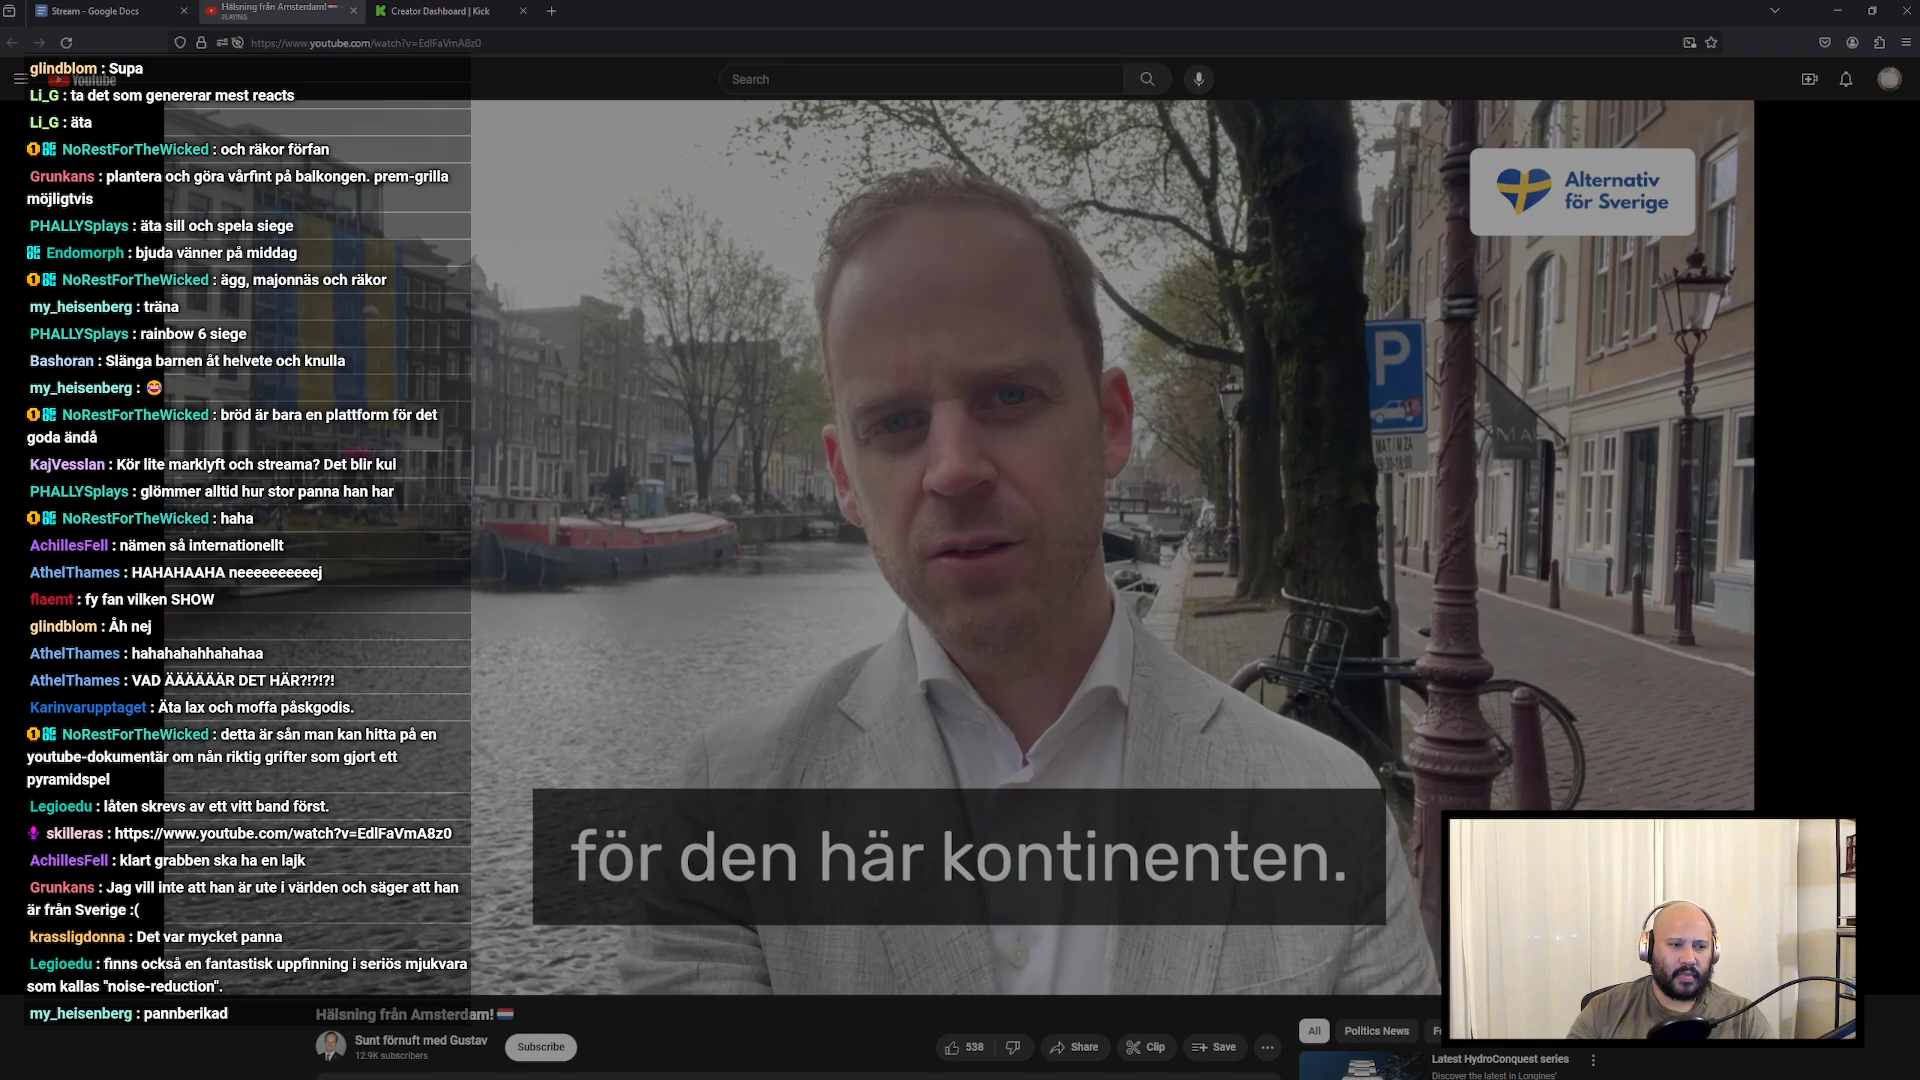 Stream - Google Docs
Hälsning från Amsterdam!
PLAYING
Creator Dashboard | Kick
https://www.youtube.com/watch?v=EdlFaVmA8z0
YouTube
Search
glindblom : Supa
Li_G : ta det som genererar mest reacts
Li_G : äta
NoRestForTheWicked : och räkor förfan
Grunkans : plantera och göra vårfint på balkongen. prem-grilla
möjligtvis
PHALLYSplays : äta sill och spela siege
Endomorph : bjuda vänner på middag
NoRestForTheWicked : ägg, majonnäs och räkor
my_heisenberg : träna
PHALLYSplays : rainbow 6 siege
Bashoran : Slänga barnen åt helvete och knulla
my_heisenberg : 😂
NoRestForTheWicked : bröd är bara en plattform för det
goda ändå
KajVesslan : Kör lite marklyft och streama? Det blir kul
PHALLYSplays : glömmer alltid hur stor panna han har
NoRestForTheWicked : haha
AchillesFell : nämen så internationellt
AthelThames : HAHAHAAHA neeeeeeeeej
flaemt : fy fan vilken SHOW
glindblom : Åh nej
AthelThames : hahahahahhahahaa
AthelThames : VAD ÄÄÄÄÄÄR DET HÄR?!?!?!
Karinvarupptaget : Äta lax och moffa påskgodis.
NoRestForTheWicked : detta är sån man kan hitta på en
youtube-dokumentär om nån riktig grifter som gjort ett
pyramidspel
Legioedu : låten skrevs av ett vitt band först.
skilleras : https://www.youtube.com/watch?v=EdlFaVmA8z0
AchillesFell : klart grabben ska ha en lajk
Grunkans : Jag vill inte att han är ute i världen och säger att han
är från Sverige :(
krassligdonna : Det var mycket panna
Legioedu : finns också en fantastisk uppfinning i seriös mjukvara
som kallas "noise-reduction".
my_heisenberg : pannberikad
Alternativ
för Sverige
P
MAT/M ZA
för den här kontinenten.
Hälsning från Amsterdam!
Sunt förnuft med Gustav
12.9K subscribers
Subscribe
538
Share
Clip
Save
All
Politics News
Latest HydroConquest series
Discover the latest in Longines'